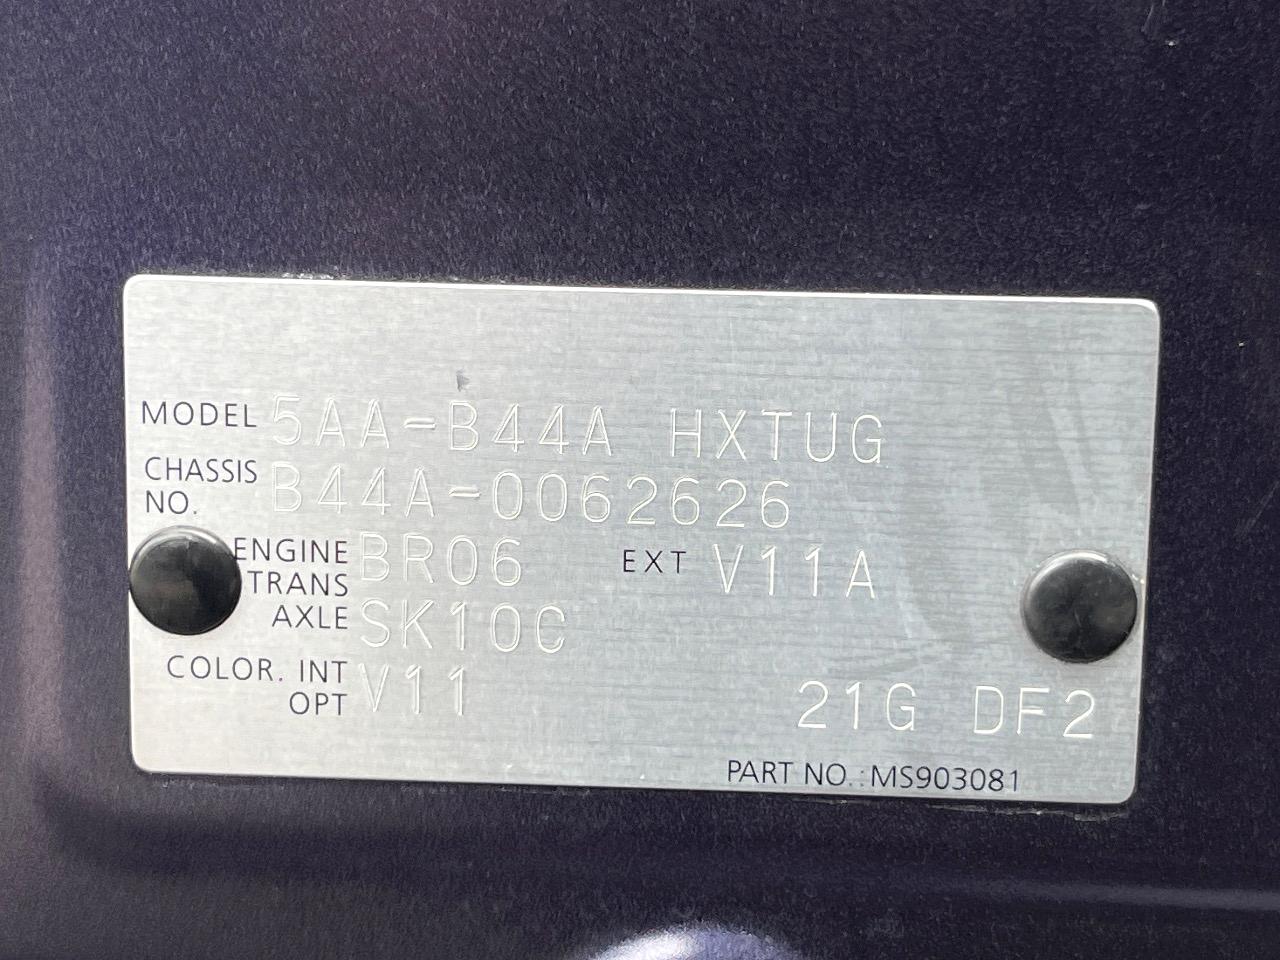 MODEL 5AA-B44A HXTUG
CHASSIS NO. B44A-0062626
ENGINE BR06 EXT V11A
TRANS AXLE SK10C
COLOR. INT V11
OPT 21G DF2
PART NO.:MS903081